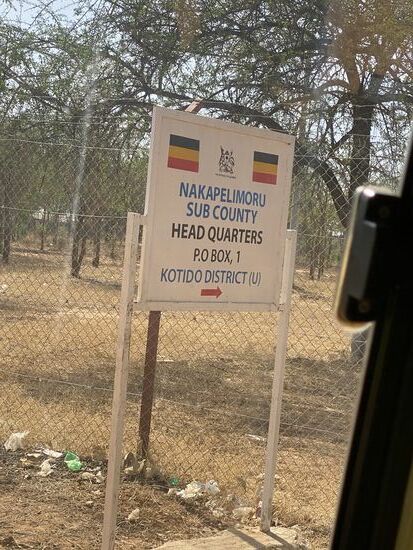 NAKAPELIMORU
SUB COUNTY
HEAD QUARTERS
P.O BOX, 1
KOTIDO DISTRICT (U)